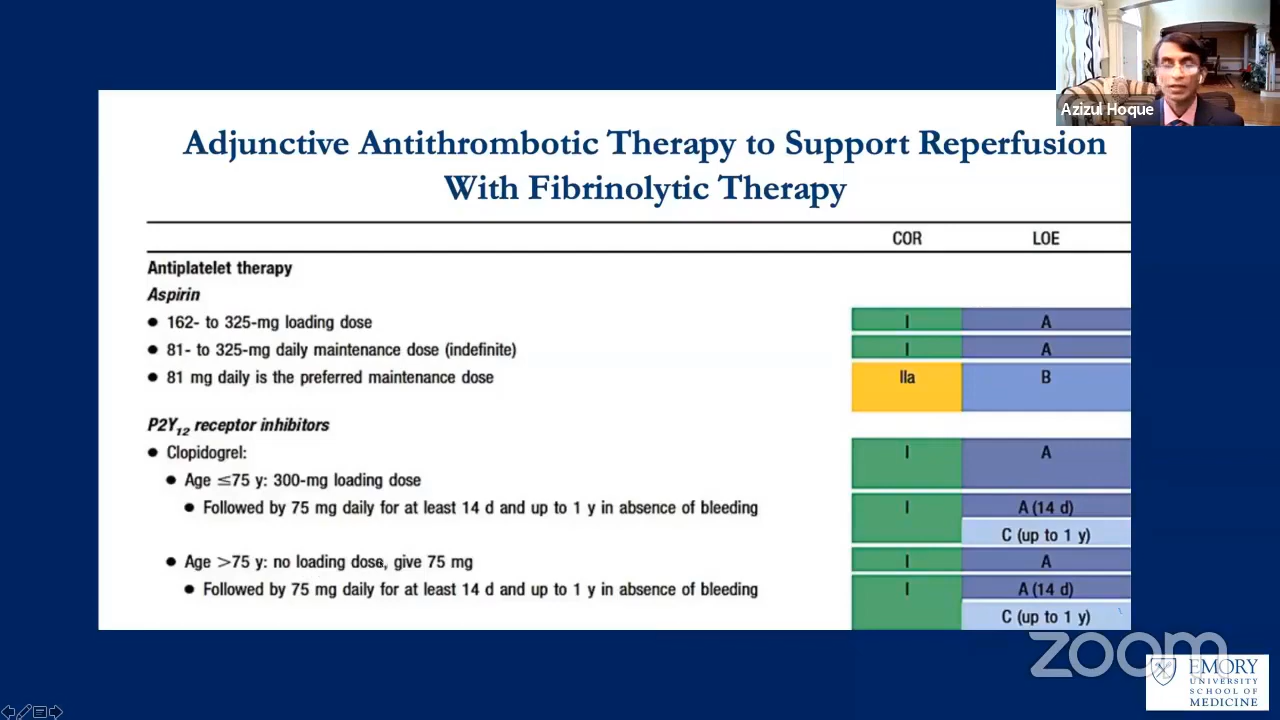 Azizul Hoque
Adjunctive Antithrombotic Therapy to Support Reperfusion
With Fibrinolytic Therapy
COR LOE
Antiplatelet therapy
Aspirin
● 162- to 325-mg loading dose I A
● 81- to 325-mg daily maintenance dose (indefinite) I A
● 81 mg daily is the preferred maintenance dose IIa B
P2Y12 receptor inhibitors
● Clopidogrel: I A
● Age ≤75 y: 300-mg loading dose
● Followed by 75 mg daily for at least 14 d and up to 1 y in absence of bleeding I A (14 d)
C (up to 1 y)
● Age >75 y: no loading dose, give 75 mg I A
● Followed by 75 mg daily for at least 14 d and up to 1 y in absence of bleeding I A (14 d)
C (up to 1 y)
zoom
EMORY
UNIVERSITY
SCHOOL OF
MEDICINE